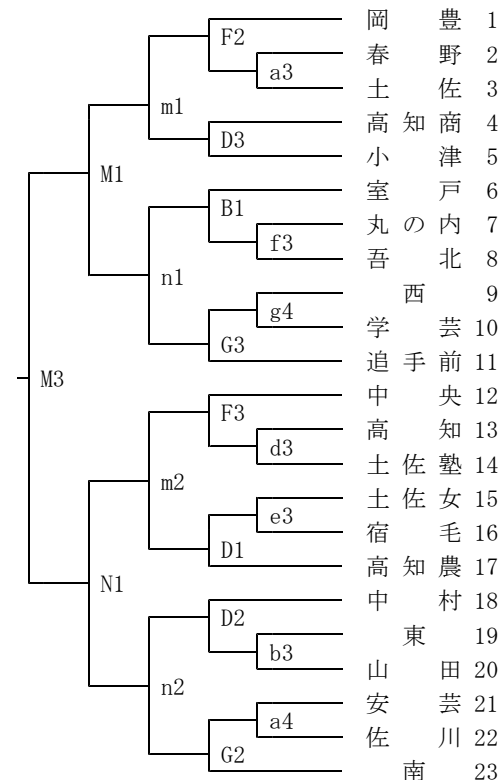 岡豊 1
F2
春野 2
a3
土佐 3
m1
高知商 4
D3
小津 5
M1
室戸 6
B1
丸の内 7
f3
吾北 8
n1
西 9
g4
学芸 10
G3
追手前 11
M3
中央 12
F3
高知 13
d3
土佐塾 14
m2
土佐女 15
e3
宿毛 16
D1
高知農 17
N1
中村 18
D2
東 19
b3
山田 20
n2
安芸 21
a4
佐川 22
G2
南 23